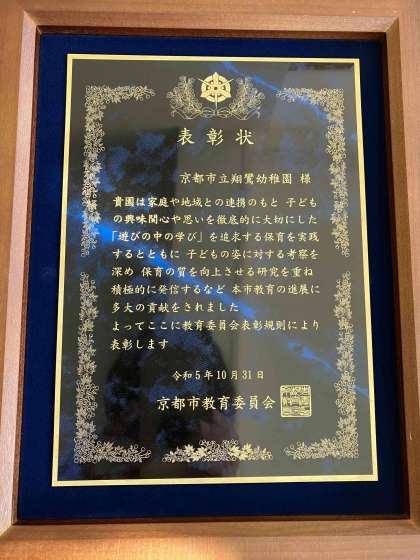 表彰状
京都市立翔鸞幼稚園 様
貴園は家庭や地域との連携のもと 子ども
の興味関心や思いを徹底的に大切にした
「遊びの中の学び」を追求する保育を実践
するとともに 子どもの姿に対する考察を
深め 保育の質を向上させる研究を重ね
積極的に発信するなど 本市教育の進展に
多大の貢献をされました
よってここに教育委員会表彰規則により
表彰します
令和5年10月31日
京都市教育委員会